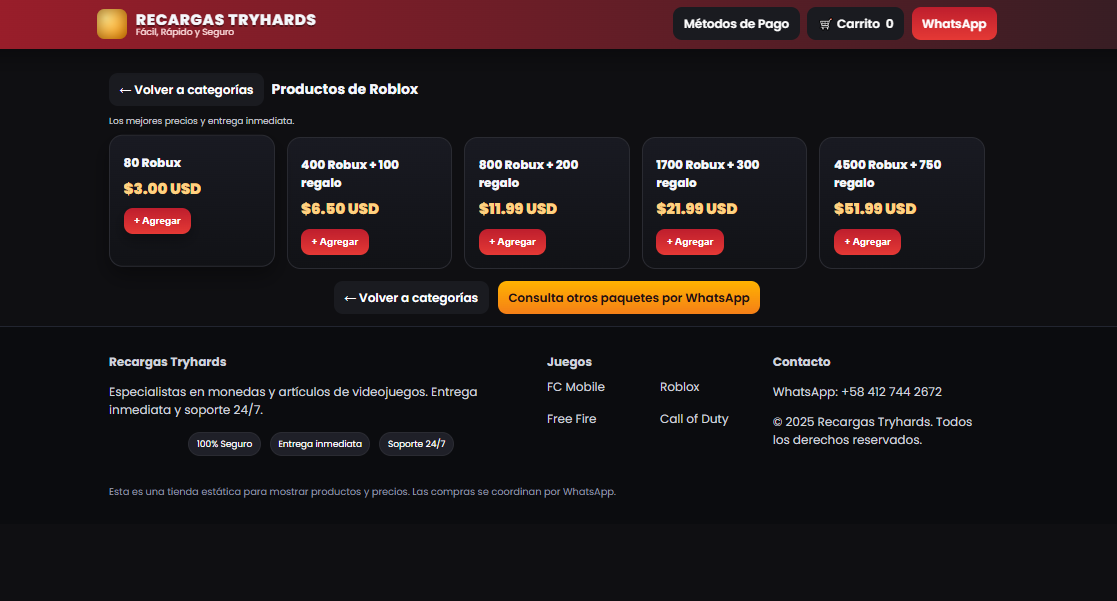 RECARGAS TRYHARDS
Fácil, Rápido y Seguro
Métodos de Pago
🛒 Carrito 0
WhatsApp
← Volver a categorías
Productos de Roblox
Los mejores precios y entrega inmediata.
80 Robux
$3.00 USD
+ Agregar
400 Robux + 100
regalo
$6.50 USD
+ Agregar
800 Robux + 200
regalo
$11.99 USD
+ Agregar
1700 Robux + 300
regalo
$21.99 USD
+ Agregar
4500 Robux + 750
regalo
$51.99 USD
+ Agregar
← Volver a categorías
Consulta otros paquetes por WhatsApp
Recargas Tryhards
Especialistas en monedas y artículos de videojuegos. Entrega
inmediata y soporte 24/7.
100% Seguro
Entrega inmediata
Soporte 24/7
Juegos
FC Mobile
Roblox
Free Fire
Call of Duty
Contacto
WhatsApp: +58 412 744 2672
© 2025 Recargas Tryhards. Todos
los derechos reservados.
Esta es una tienda estática para mostrar productos y precios. Las compras se coordinan por WhatsApp.